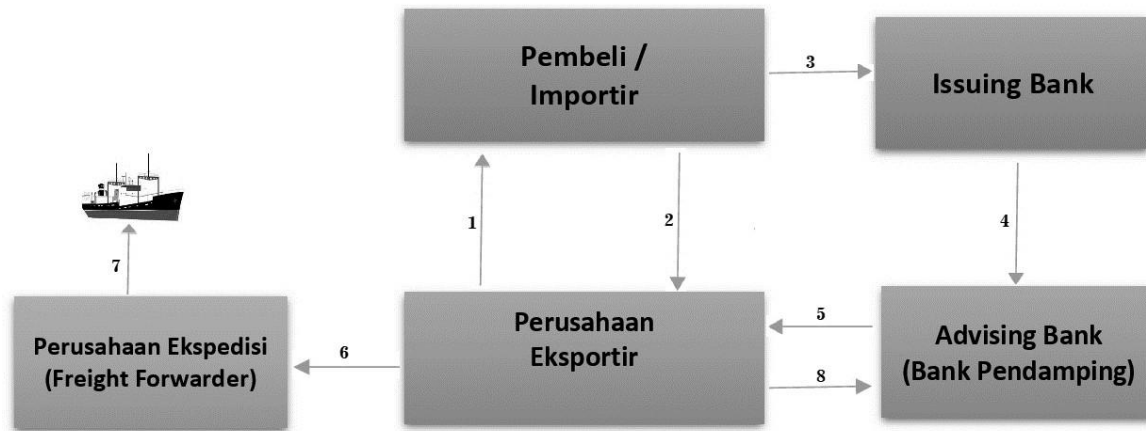 Pembeli /
Importir
3
Issuing Bank
1
2
4
7
Perusahaan Ekspedisi
(Freight Forwarder)
6
Perusahaan
Eksportir
5
8
Advising Bank
(Bank Pendamping)